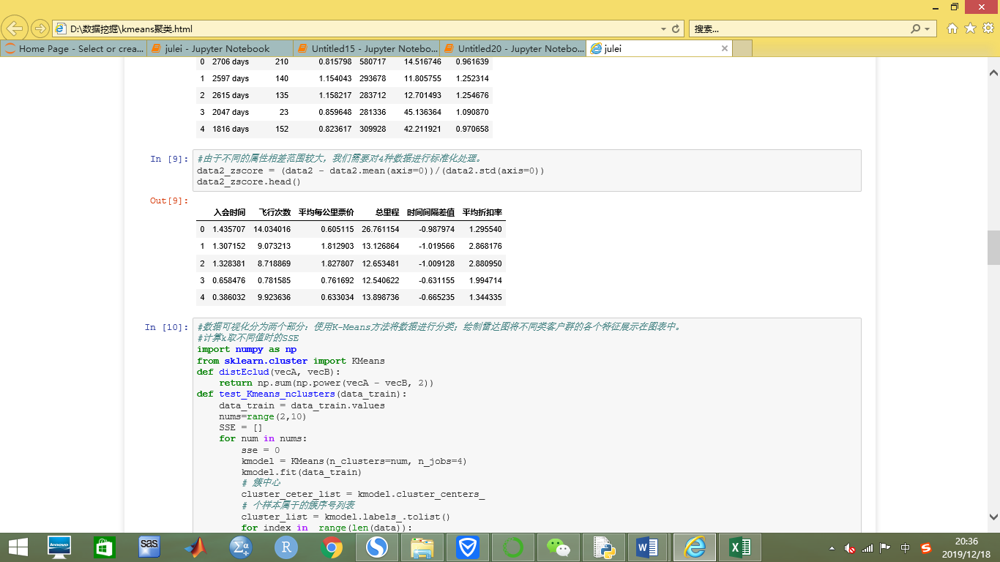 D:\数据挖掘\kmeans聚类.html
搜索...
Home Page - Select or crea...
julei - Jupyter Notebook
Untitled15 - Jupyter Notebo...
Untitled20 - Jupyter Notebo...
julei
0 2706 days 210 0.815798 580717 14.516746 0.961639
1 2597 days 140 1.154043 293678 11.805755 1.252314
2 2615 days 135 1.158217 283712 12.701493 1.254676
3 2047 days 23 0.859648 281336 45.136364 1.090870
4 1816 days 152 0.823617 309928 42.211921 0.970658
In [9]: #由于不同的属性相差范围较大，我们需要对4种数据进行标准化处理。
data2_zscore = (data2 - data2.mean(axis=0))/(data2.std(axis=0))
data2_zscore.head()
Out[9]:
入会时间 飞行次数 平均每公里票价 总里程 时间间隔差值 平均折扣率
0 1.435707 14.034016 0.605115 26.761154 -0.987974 1.295540
1 1.307152 9.073213 1.812903 13.126864 -1.019566 2.868176
2 1.328381 8.718869 1.827807 12.653481 -1.009128 2.880950
3 0.658476 0.781585 0.761692 12.540622 -0.631155 1.994714
4 0.386032 9.923636 0.633034 13.898736 -0.665235 1.344335
In [10]: #数据可视化分为两个部分：使用K-Means方法将数据进行分类；绘制雷达图将不同类客户群的各个特征展示在图表中。
#计算k取不同值时的SSE
import numpy as np
from sklearn.cluster import KMeans
def distEclud(vecA, vecB):
    return np.sum(np.power(vecA - vecB, 2))
def test_Kmeans_nclusters(data_train):
    data_train = data_train.values
    nums=range(2,10)
    SSE = []
    for num in nums:
        sse = 0
        kmodel = KMeans(n_clusters=num, n_jobs=4)
        kmodel.fit(data_train)
        # 簇中心
        cluster_ceter_list = kmodel.cluster_centers_
        # 个样本属于的簇序号列表
        cluster_list = kmodel.labels_.tolist()
        for index in  range(len(data)):
lenovo
sas
Σα
R
中
20:36
2019/12/18